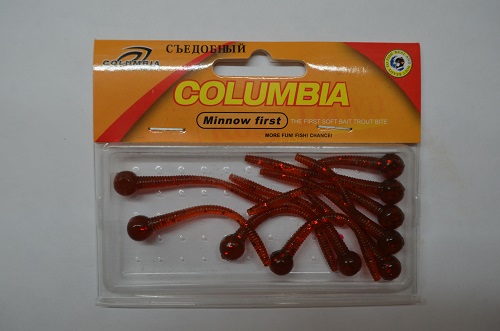 СЪЕДОБНЫЙ
COLUMBIA
COLUMBIA
Minnow first
THE FIRST SOFT BAIT TROUT BITE
MORE FUN! FISH! CHANCE!